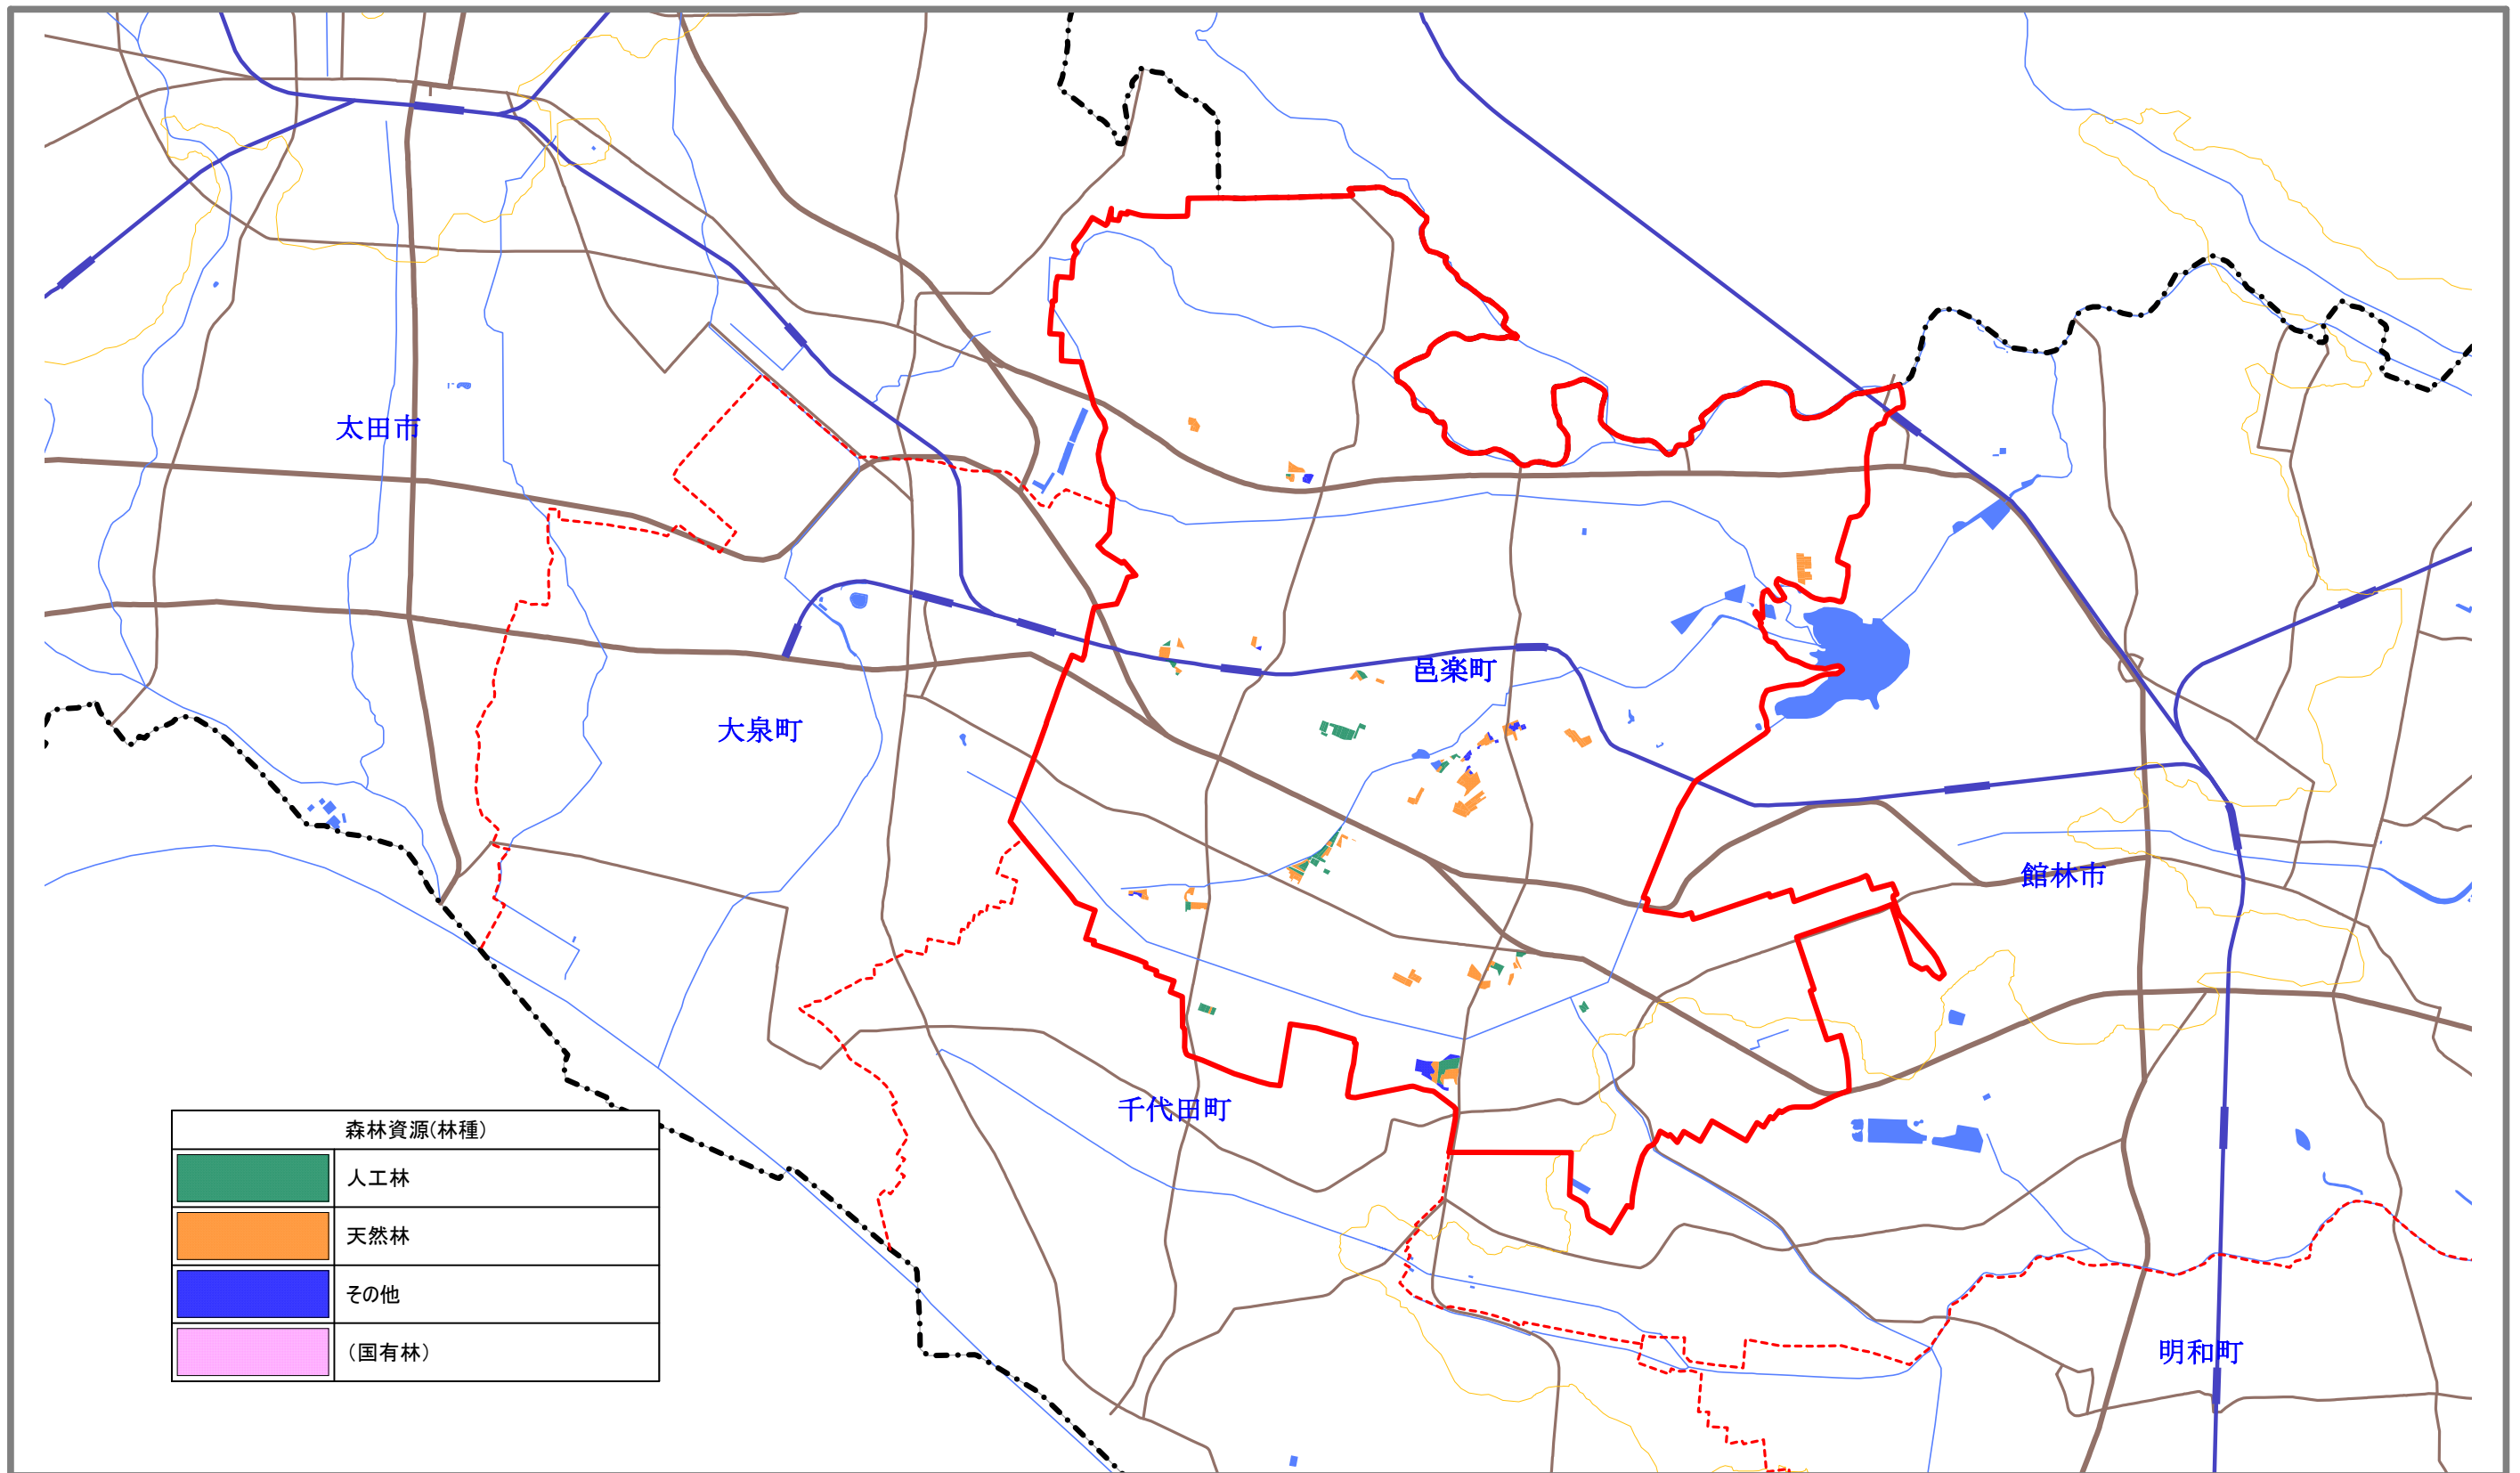 太田市
邑楽町
大泉町
館林市
千代田町
森林資源(林種)
人工林
天然林
その他
(国有林)
明和町